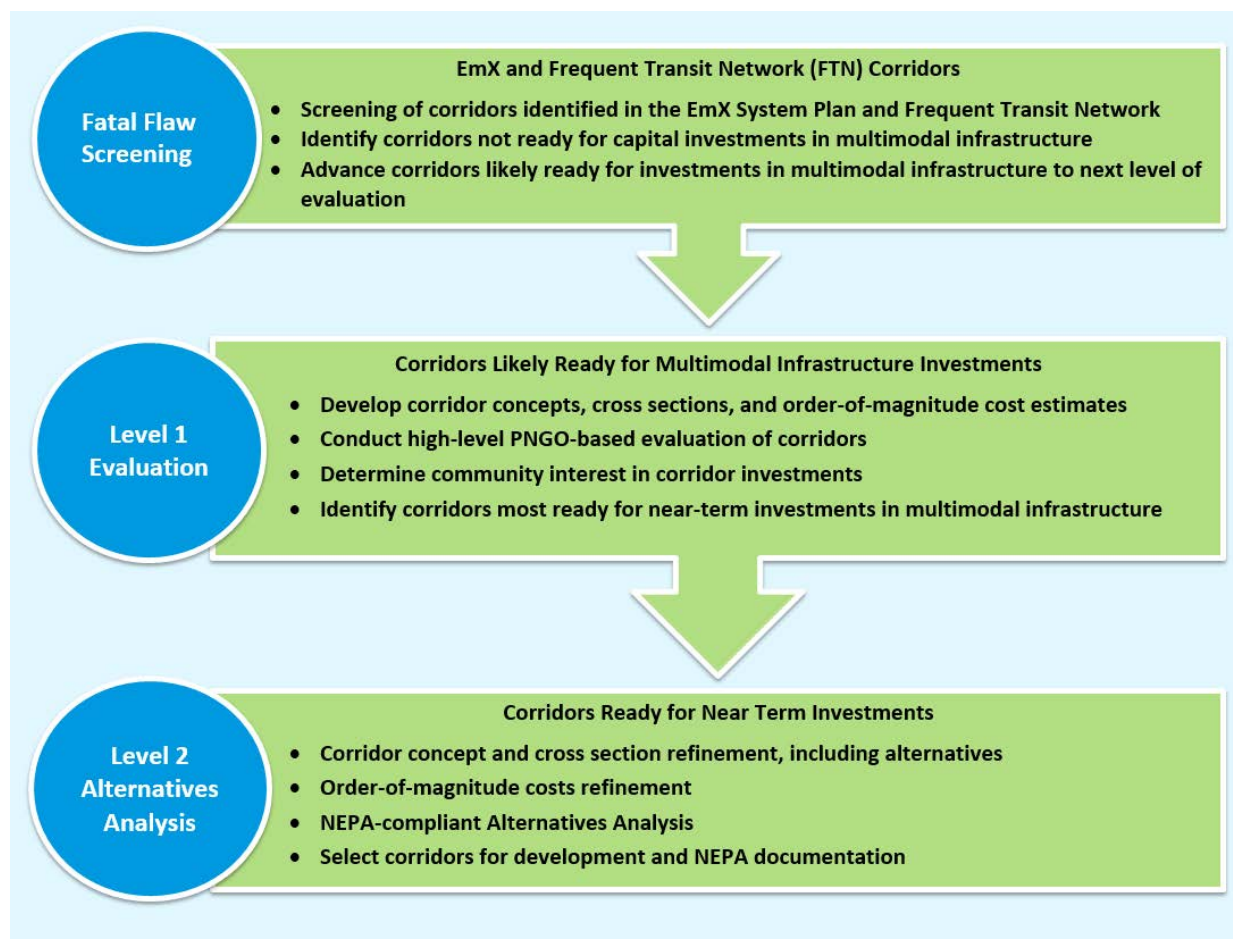 Fatal Flaw
Screening
EmX and Frequent Transit Network (FTN) Corridors
• Screening of corridors identified in the EmX System Plan and Frequent Transit Network
• Identify corridors not ready for capital investments in multimodal infrastructure
• Advance corridors likely ready for investments in multimodal infrastructure to next level of
evaluation
Level 1
Evaluation
Corridors Likely Ready for Multimodal Infrastructure Investments
• Develop corridor concepts, cross sections, and order-of-magnitude cost estimates
• Conduct high-level PNGO-based evaluation of corridors
• Determine community interest in corridor investments
• Identify corridors most ready for near-term investments in multimodal infrastructure
Level 2
Alternatives
Analysis
Corridors Ready for Near Term Investments
• Corridor concept and cross section refinement, including alternatives
• Order-of-magnitude costs refinement
• NEPA-compliant Alternatives Analysis
• Select corridors for development and NEPA documentation